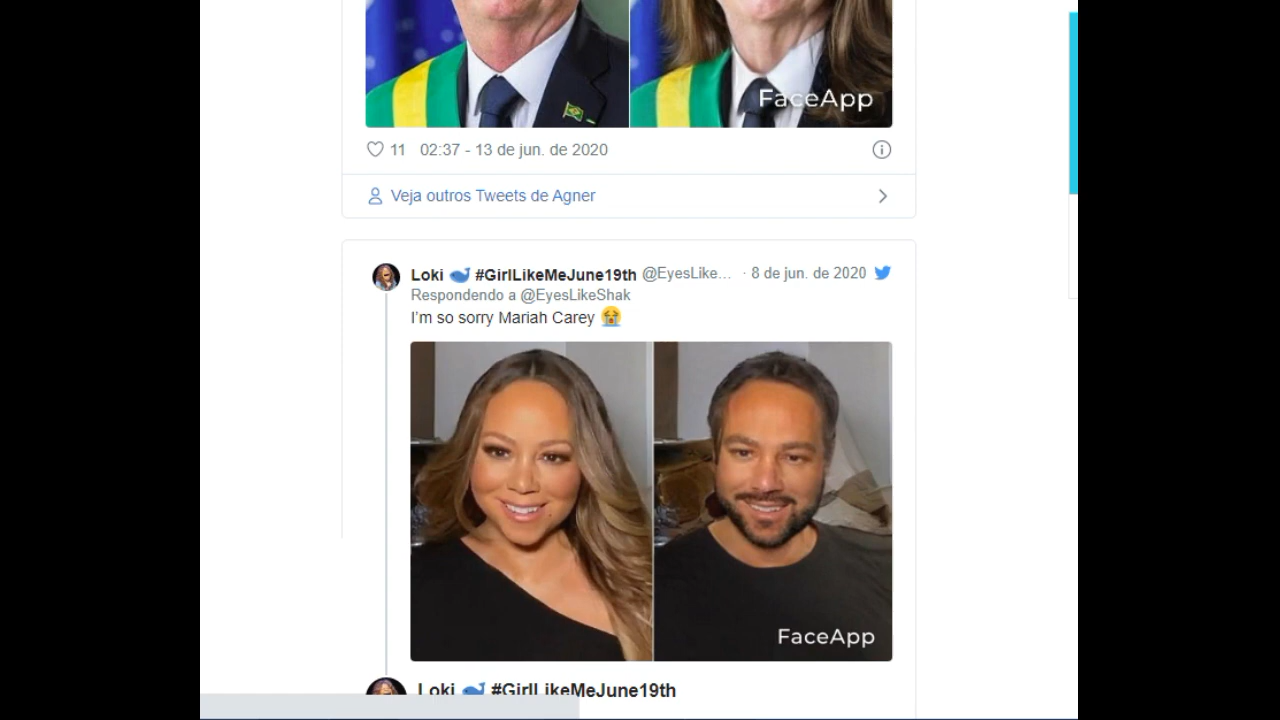 FaceApp
11 02:37 - 13 de jun. de 2020
Veja outros Tweets de Agner
Loki #GirlLikeMeJune19th @EyesLike... · 8 de jun. de 2020
Respondendo a @EyesLikeShak
I'm so sorry Mariah Carey
FaceApp
Loki #GirlLikeMeJune19th